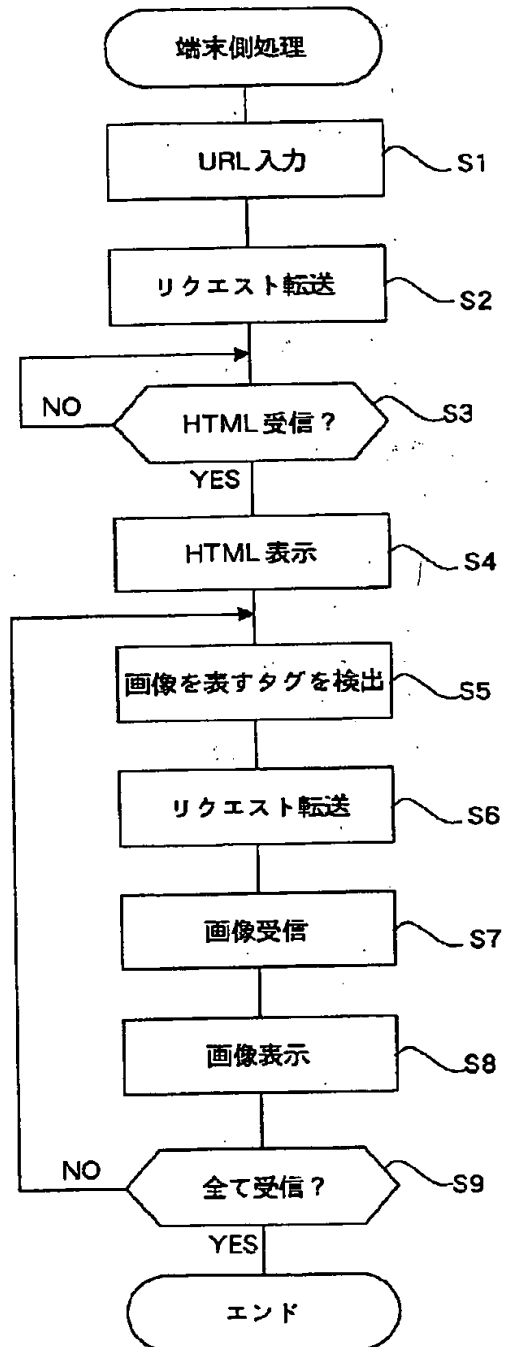 端末側処理
URL入力
S1
リクエスト転送
S2
NO
HTML受信？
S3
YES
HTML表示
S4
画像を表すタグを検出
S5
リクエスト転送
S6
画像受信
S7
画像表示
S8
NO
全て受信？
S9
YES
エンド